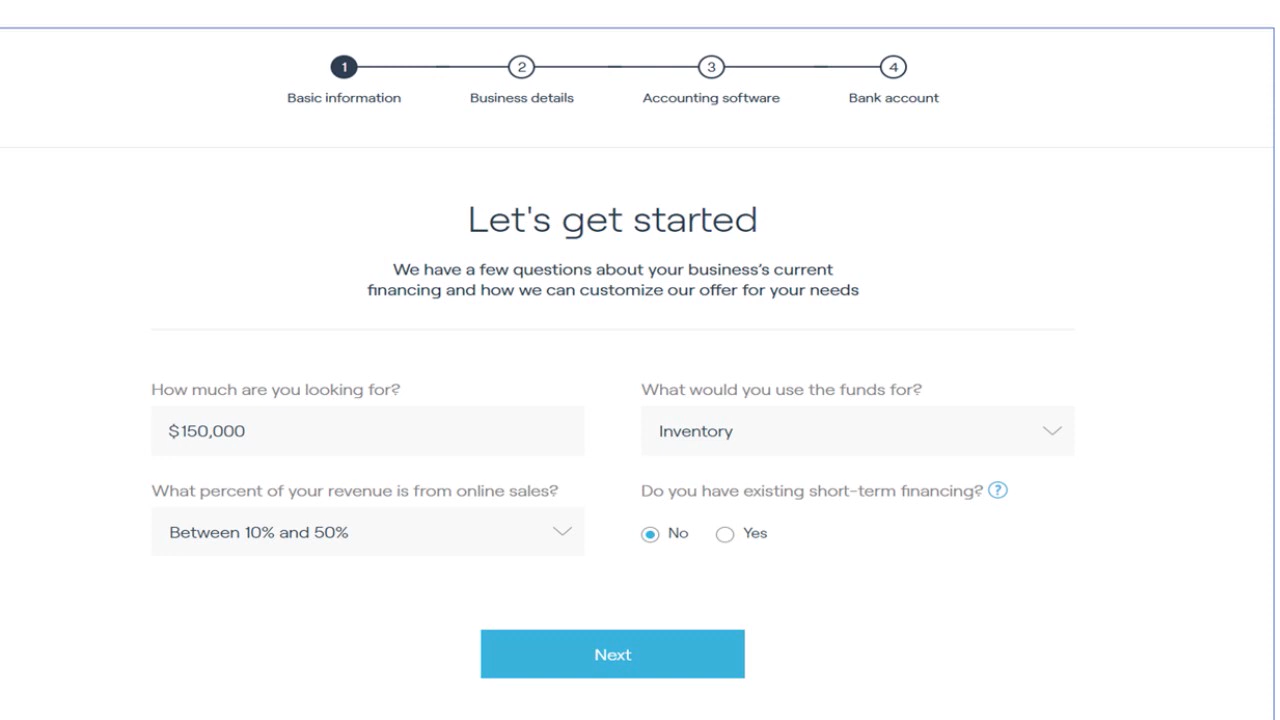 1 2 3 4
Basic information Business details Accounting software Bank account
Let's get started
We have a few questions about your business's current
financing and how we can customize our offer for your needs
How much are you looking for? What would you use the funds for?
$150,000 Inventory
What percent of your revenue is from online sales? Do you have existing short-term financing? ?
Between 10% and 50% No Yes
Next